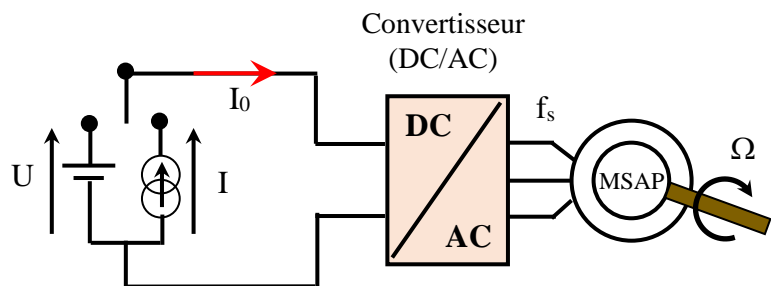 Convertisseur
(DC/AC)
I₀
DC
fₛ
Ω
U
I
MSAP
AC